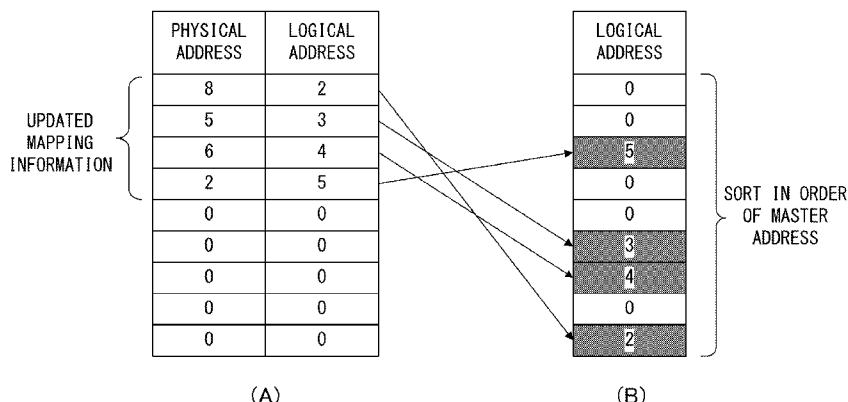 PHYSICAL ADDRESS LOGICAL ADDRESS
8 2
5 3
6 4
2 5
0 0
0 0
0 0
0 0
0 0
UPDATED
MAPPING
INFORMATION
(A)
LOGICAL
ADDRESS
0
0
5
0
0
3
4
0
2
SORT IN ORDER
OF MASTER
ADDRESS
(B)